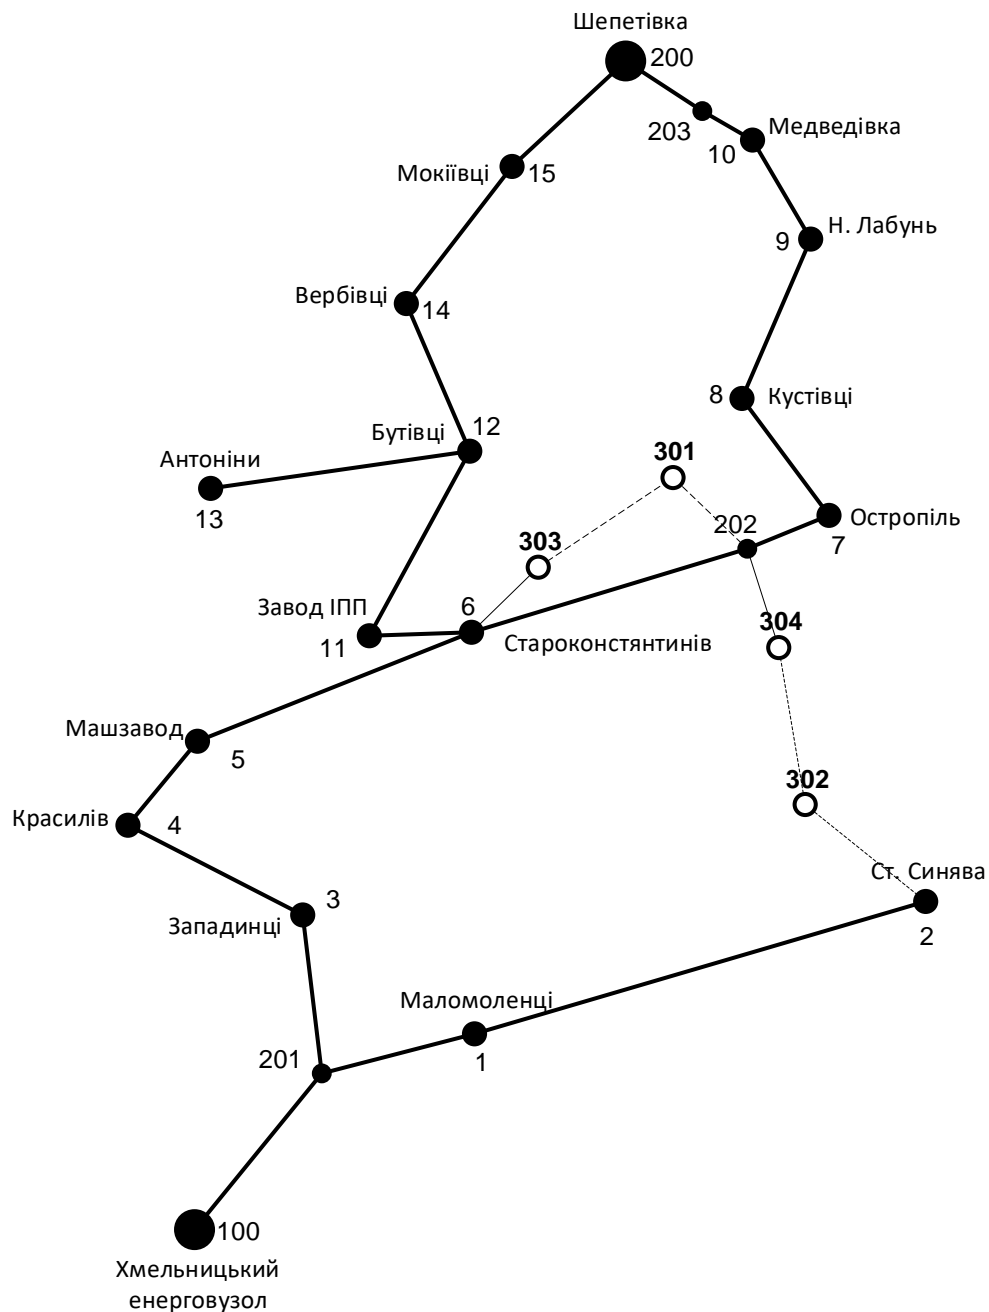 Шепетівка
200
203
Медведівка
10
Мокіївці
15
9
Н. Лабунь
Вербівці
14
8
Кустівці
Бутівці
12
Антоніни
13
301
202
Остропіль
7
303
Завод ІПП
6
11
Староконстянтинів
304
Машзавод
5
302
Красилів
4
Ст. Синява
3
Западинці
2
Маломоленці
201
1
100
Хмельницький
енерговузол